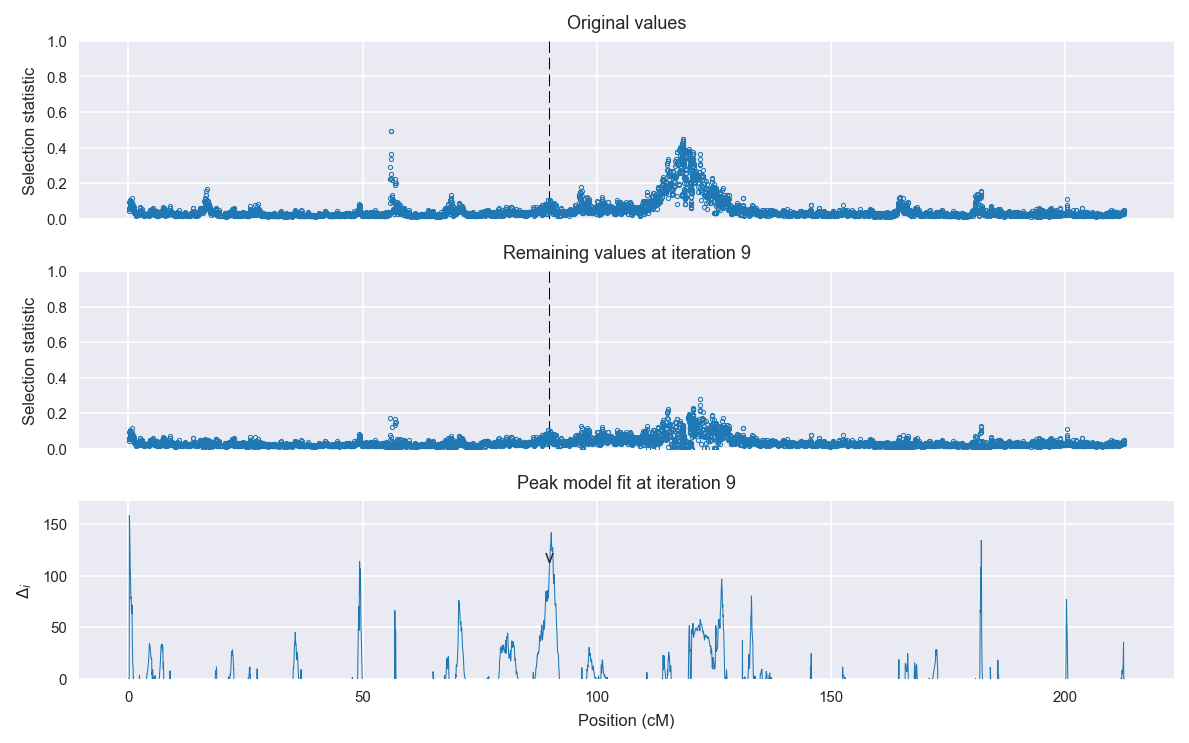 Original values
Selection statistic
1.0
0.8
0.6
0.4
0.2
0.0
Remaining values at iteration 9
Selection statistic
1.0
0.8
0.6
0.4
0.2
0.0
Peak model fit at iteration 9
Δi
150
100
50
0
v
0 50 100 150 200
Position (cM)